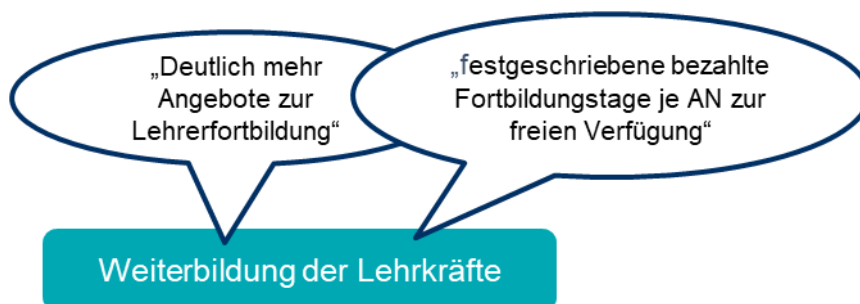 „Deutlich mehr
Angebote zur
Lehrerfortbildung“
„festgeschriebene bezahlte
Fortbildungstage je AN zur
freien Verfügung“
Weiterbildung der Lehrkräfte